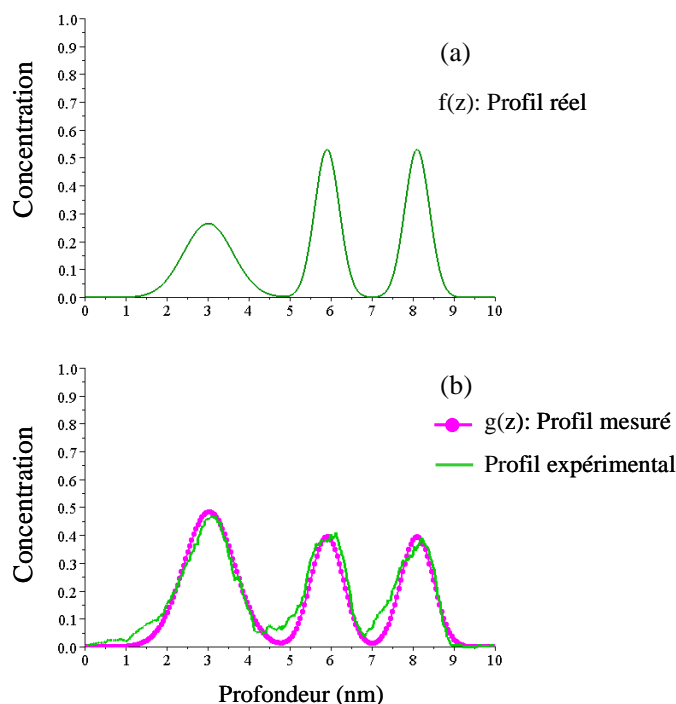 (a)
f(z): Profil réel
Concentration
1.0
0.9
0.8
0.7
0.6
0.5
0.4
0.3
0.2
0.1
0.0
0 1 2 3 4 5 6 7 8 9 10
(b)
g(z): Profil mesuré
Profil expérimental
Concentration
1.0
0.9
0.8
0.7
0.6
0.5
0.4
0.3
0.2
0.1
0.0
0 1 2 3 4 5 6 7 8 9 10
Profondeur (nm)